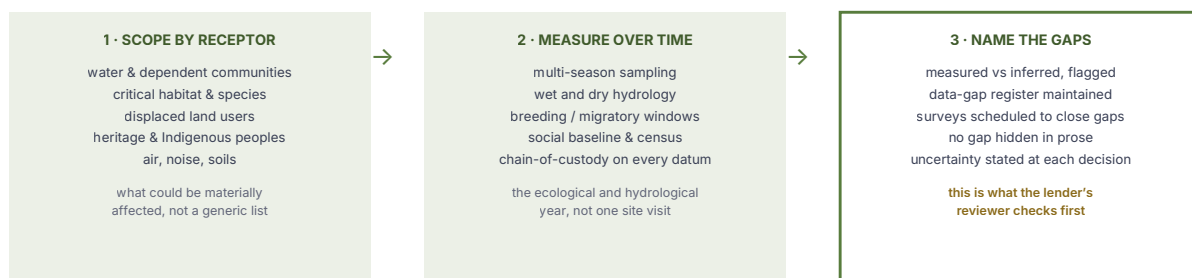 1 · SCOPE BY RECEPTOR
water & dependent communities
critical habitat & species
displaced land users
heritage & Indigenous peoples
air, noise, soils
what could be materially
affected, not a generic list
→
2 · MEASURE OVER TIME
multi-season sampling
wet and dry hydrology
breeding / migratory windows
social baseline & census
chain-of-custody on every datum
the ecological and hydrological
year, not one site visit
→
3 · NAME THE GAPS
measured vs inferred, flagged
data-gap register maintained
surveys scheduled to close gaps
no gap hidden in prose
uncertainty stated at each decision
this is what the lender’s
reviewer checks first